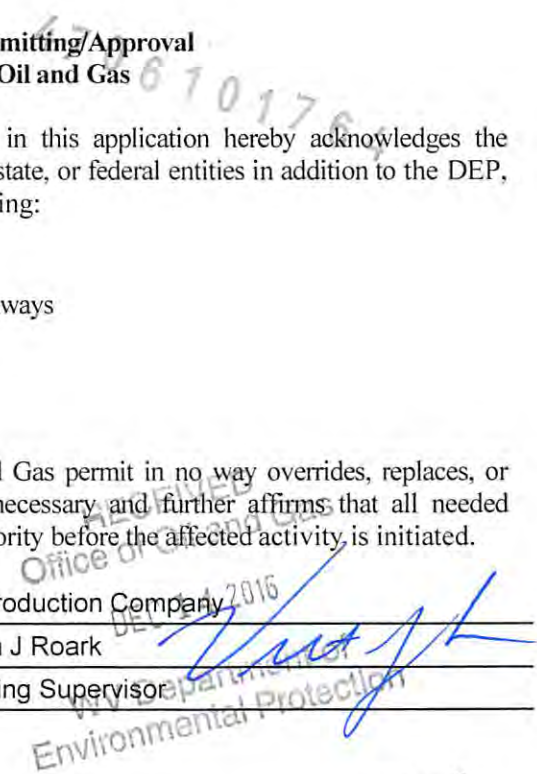 mitting/Approval
Oil and Gas
4706101764
in this application hereby acknowledges the
state, or federal entities in addition to the DEP,
ing:
ways
Gas permit in no way overrides, replaces, or
necessary and further affirms that all needed
ority before the affected activity is initiated.
RECEIVED
Office of Oil and Gas
roduction Company
DEC 14 2016
J Roark
ing Supervisor
WV Department of
Environmental Protection